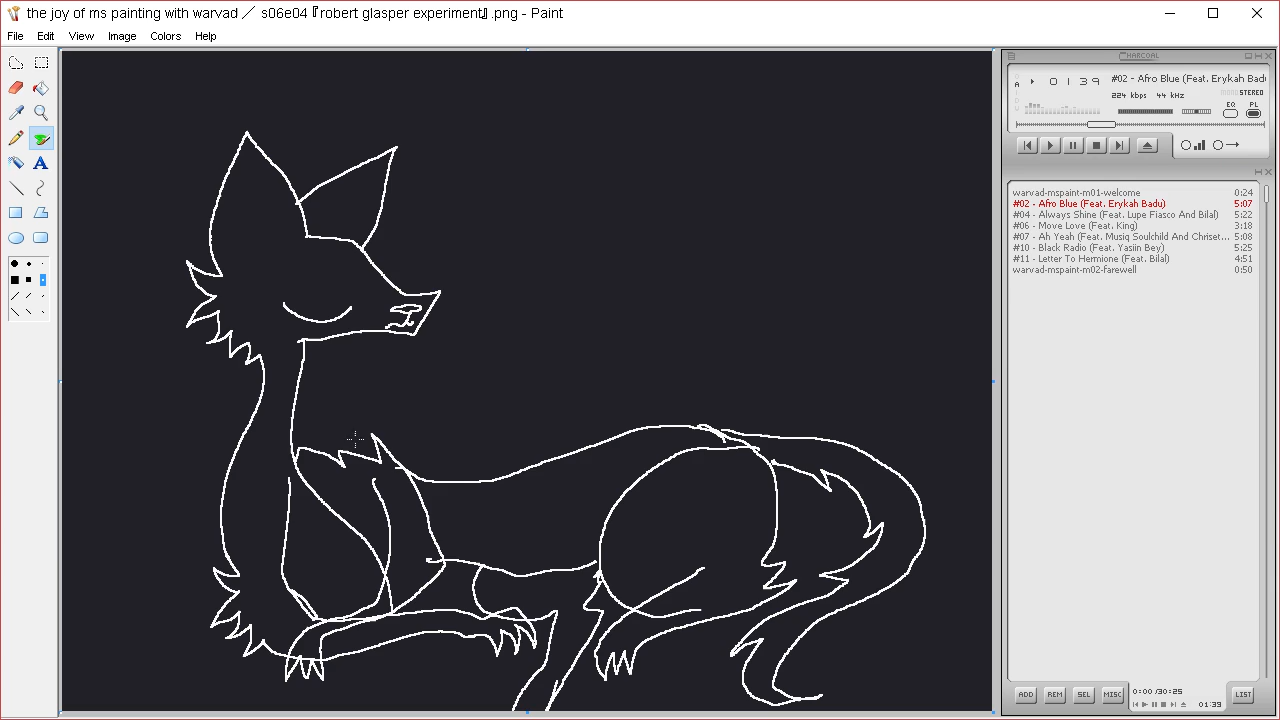 the joy of ms painting with warvad ／ s06e04『robert glasper experiment』.png - Paint
File Edit View Image Colors Help
CHARCOAL
01:39
#02 - Afro Blue (Feat. Erykah Badu
224 kbps 44 kHz
MONO STEREO
EQ PL
warvad-mspaint-m01-welcome 0:24
#02 - Afro Blue (Feat. Erykah Badu) 5:07
#04 - Always Shine (Feat. Lupe Fiasco And Bilal) 5:22
#06 - Move Love (Feat. King) 3:18
#07 - Ah Yeah (Feat. Musiq Soulchild And Chriset... 5:08
#10 - Black Radio (Feat. Yasiin Bey) 5:25
#11 - Letter To Hermione (Feat. Bilal) 4:51
warvad-mspaint-m02-farewell 0:50
ADD REM SEL MISC 0:00/30:25 01:39 LIST